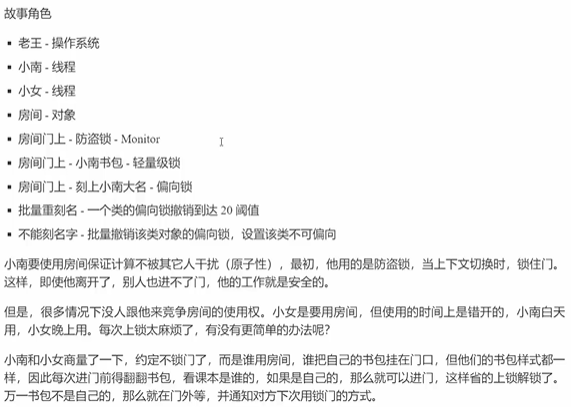 故事角色
▪ 老王 - 操作系统
▪ 小南 - 线程
▪ 小女 - 线程
▪ 房间 - 对象
▪ 房间门上 - 防盗锁 - Monitor
▪ 房间门上 - 小南书包 - 轻量级锁
▪ 房间门上 - 刻上小南大名 - 偏向锁
▪ 批量重刻名 - 一个类的偏向锁撤销到达 20 阈值
▪ 不能刻名字 - 批量撤销该类对象的偏向锁，设置该类不可偏向
小南要使用房间保证计算不被其它人干扰（原子性），最初，他用的是防盗锁，当上下文切换时，锁住门。
这样，即使他离开了，别人也进不了门，他的工作就是安全的。
但是，很多情况下没人跟他来竞争房间的使用权。小女是要用房间，但使用的时间上是错开的，小南白天
用，小女晚上用。每次上锁太麻烦了，有没有更简单的办法呢？
小南和小女商量了一下，约定不锁门了，而是谁用房间，谁把自己的书包挂在门口，但他们的书包样式都一
样，因此每次进门前得翻翻书包，看课本是谁的，如果是自己的，那么就可以进门，这样省的上锁解锁了。
万一书包不是自己的，那么就在门外等，并通知对方下次用锁门的方式。